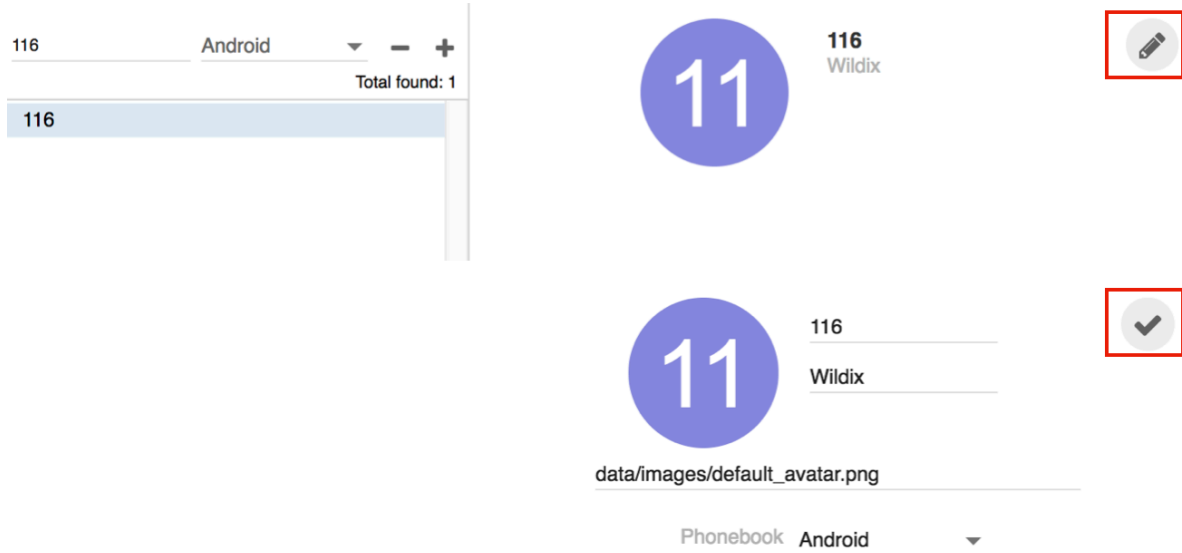 116
Android
Total found: 1
116
11
116
Wildix
11
116
Wildix
data/images/default_avatar.png
Phonebook Android